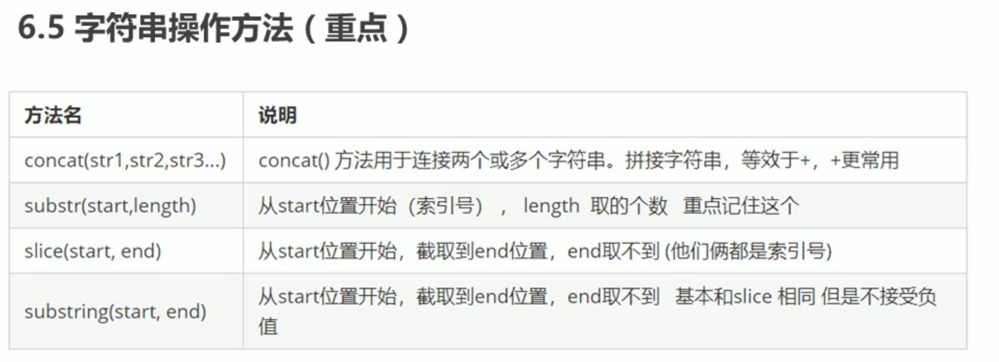 6.5 字符串操作方法（重点）
方法名 说明
concat(str1,str2,str3...) concat() 方法用于连接两个或多个字符串。拼接字符串，等效于+，+更常用
substr(start,length) 从start位置开始（索引号） ， length 取的个数 重点记住这个
slice(start, end) 从start位置开始，截取到end位置，end取不到 (他们俩都是索引号)
substring(start, end) 从start位置开始，截取到end位置，end取不到 基本和slice 相同 但是不接受负
值